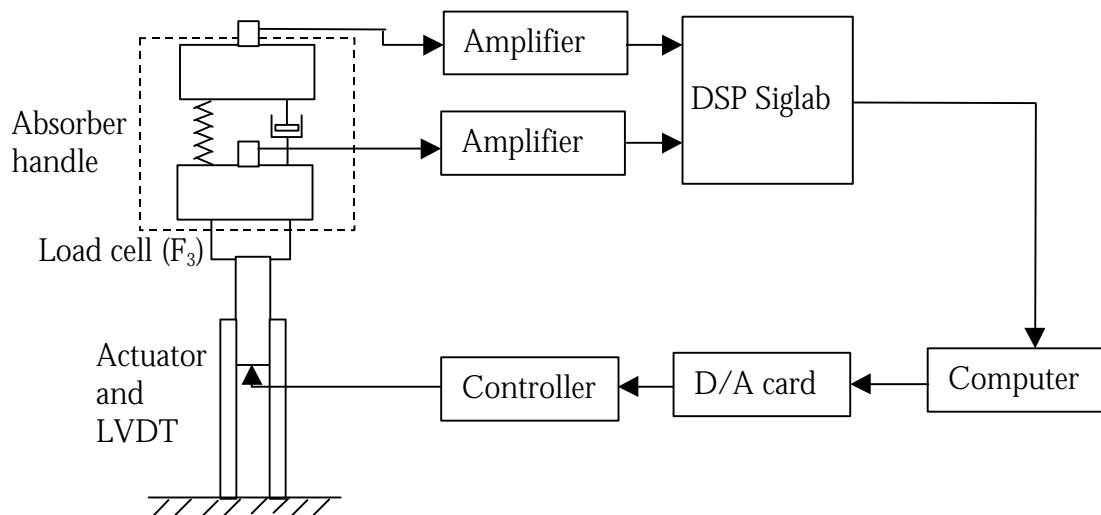 Amplifier
DSP Siglab
Absorber
handle
Amplifier
Load cell (F₃)
Actuator
and
LVDT
Controller
D/A card
Computer